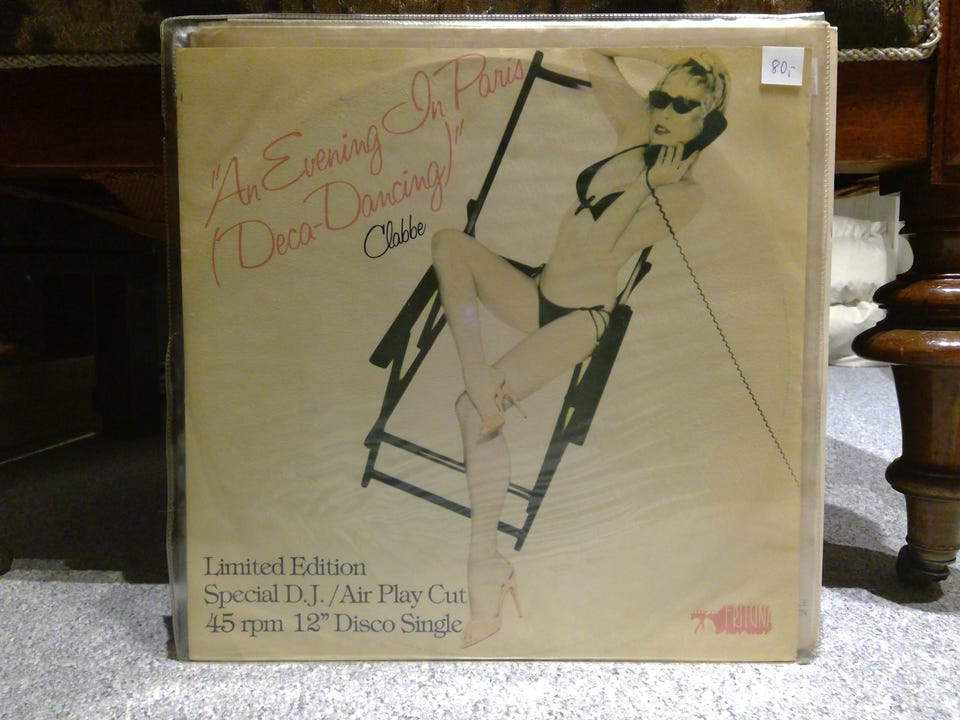 "An Evening In Paris
(Deca-Dancing)"
Clabbe
80,-
Limited Edition
Special D.J./Air Play Cut
45 rpm 12" Disco Single
FRITUNA